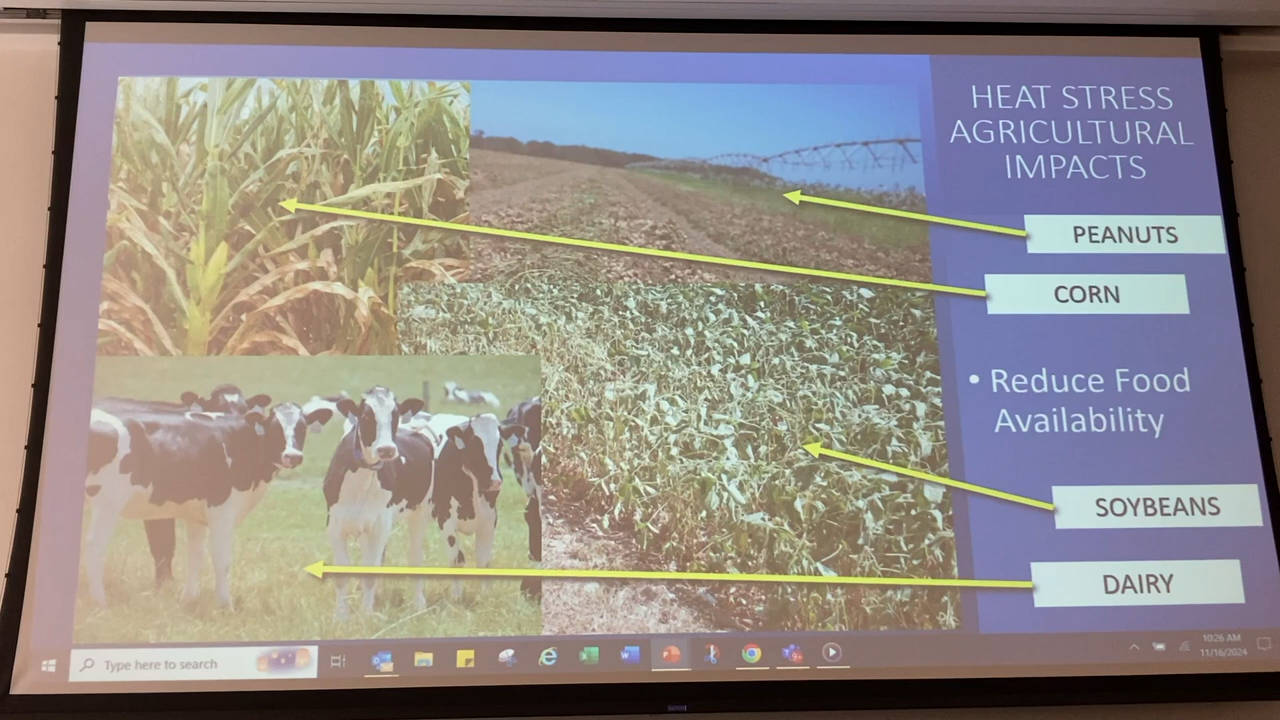 HEAT STRESS
AGRICULTURAL
IMPACTS
PEANUTS
CORN
• Reduce Food
Availability
SOYBEANS
DAIRY
Type here to search
10:26 AM
11/16/2024